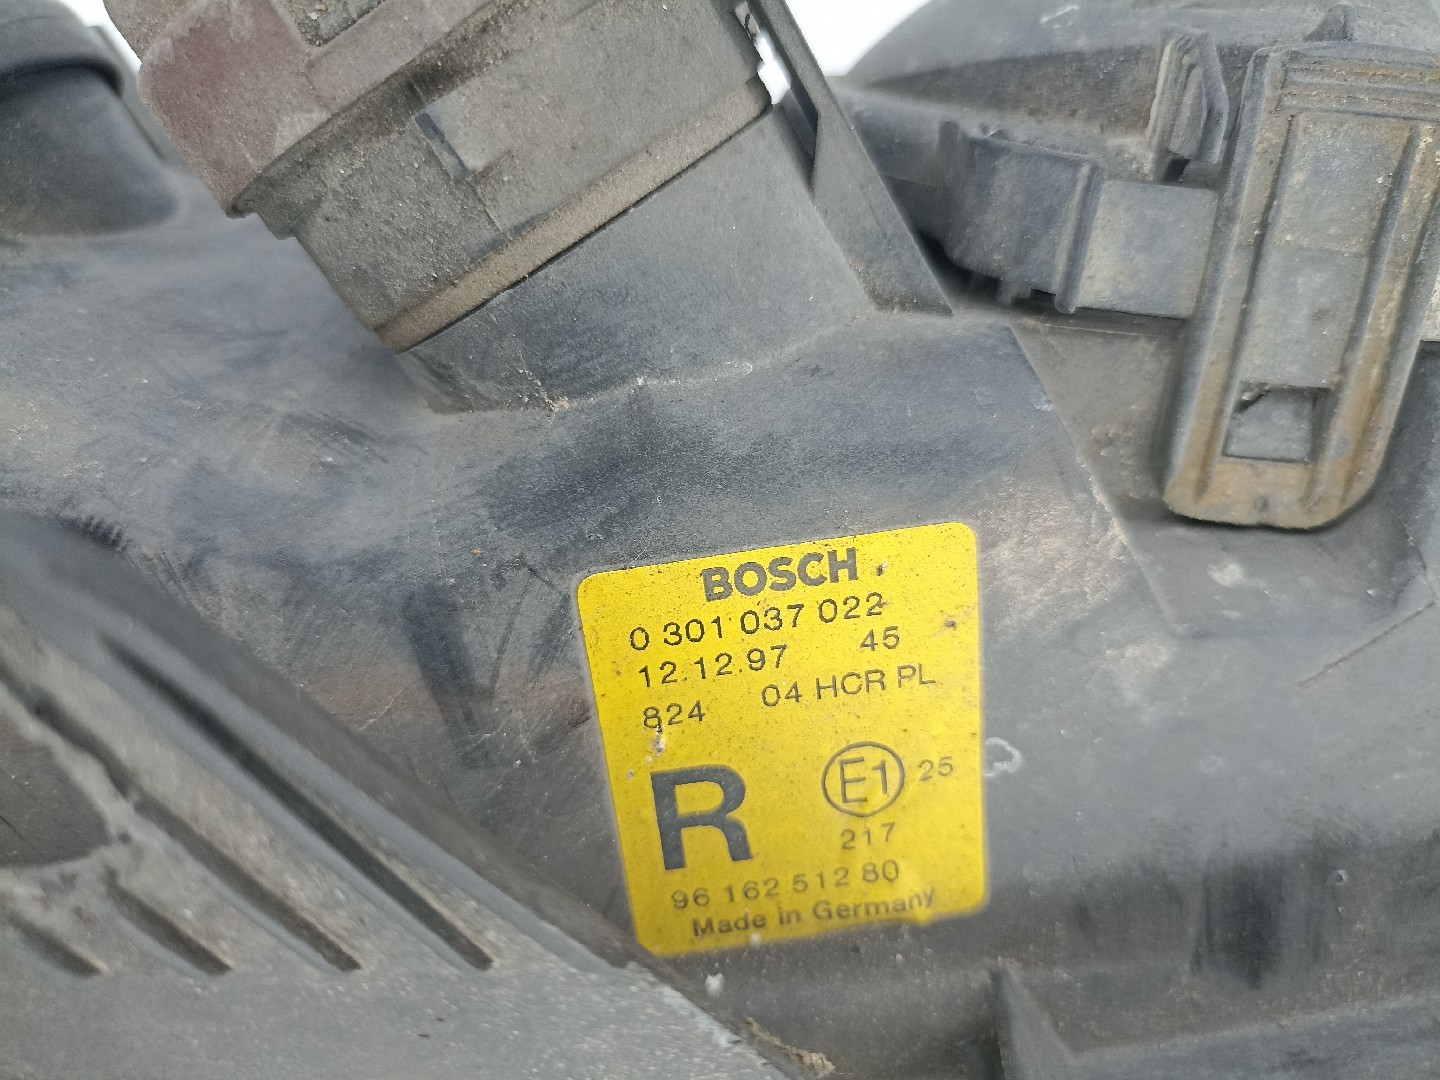 BOSCH
0 301 037 022
12.12.97 45
824 04 HCR PL
R E1 25
217
96 162 512 80
Made in Germany